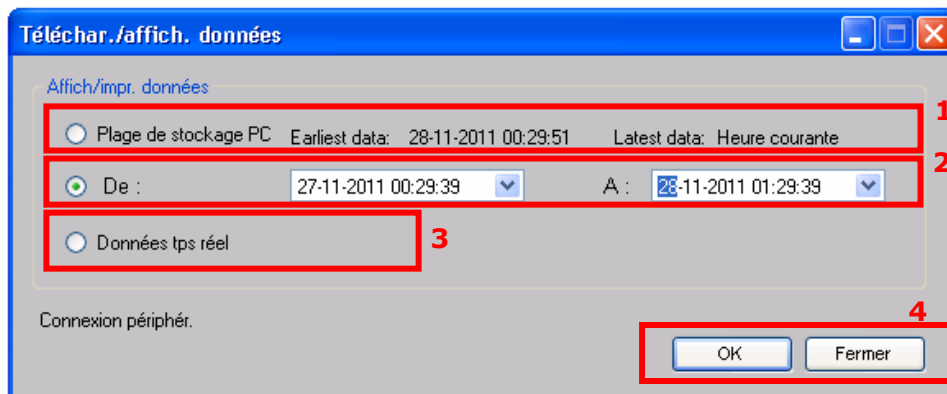 Téléchar./affich. données
Affich/impr. données
1
Plage de stockage PC Earliest data: 28-11-2011 00:29:51 Latest data: Heure courante
2
De : 27-11-2011 00:29:39 A : 28-11-2011 01:29:39
Données tps réel 3
Connexion périphér.
4
OK Fermer